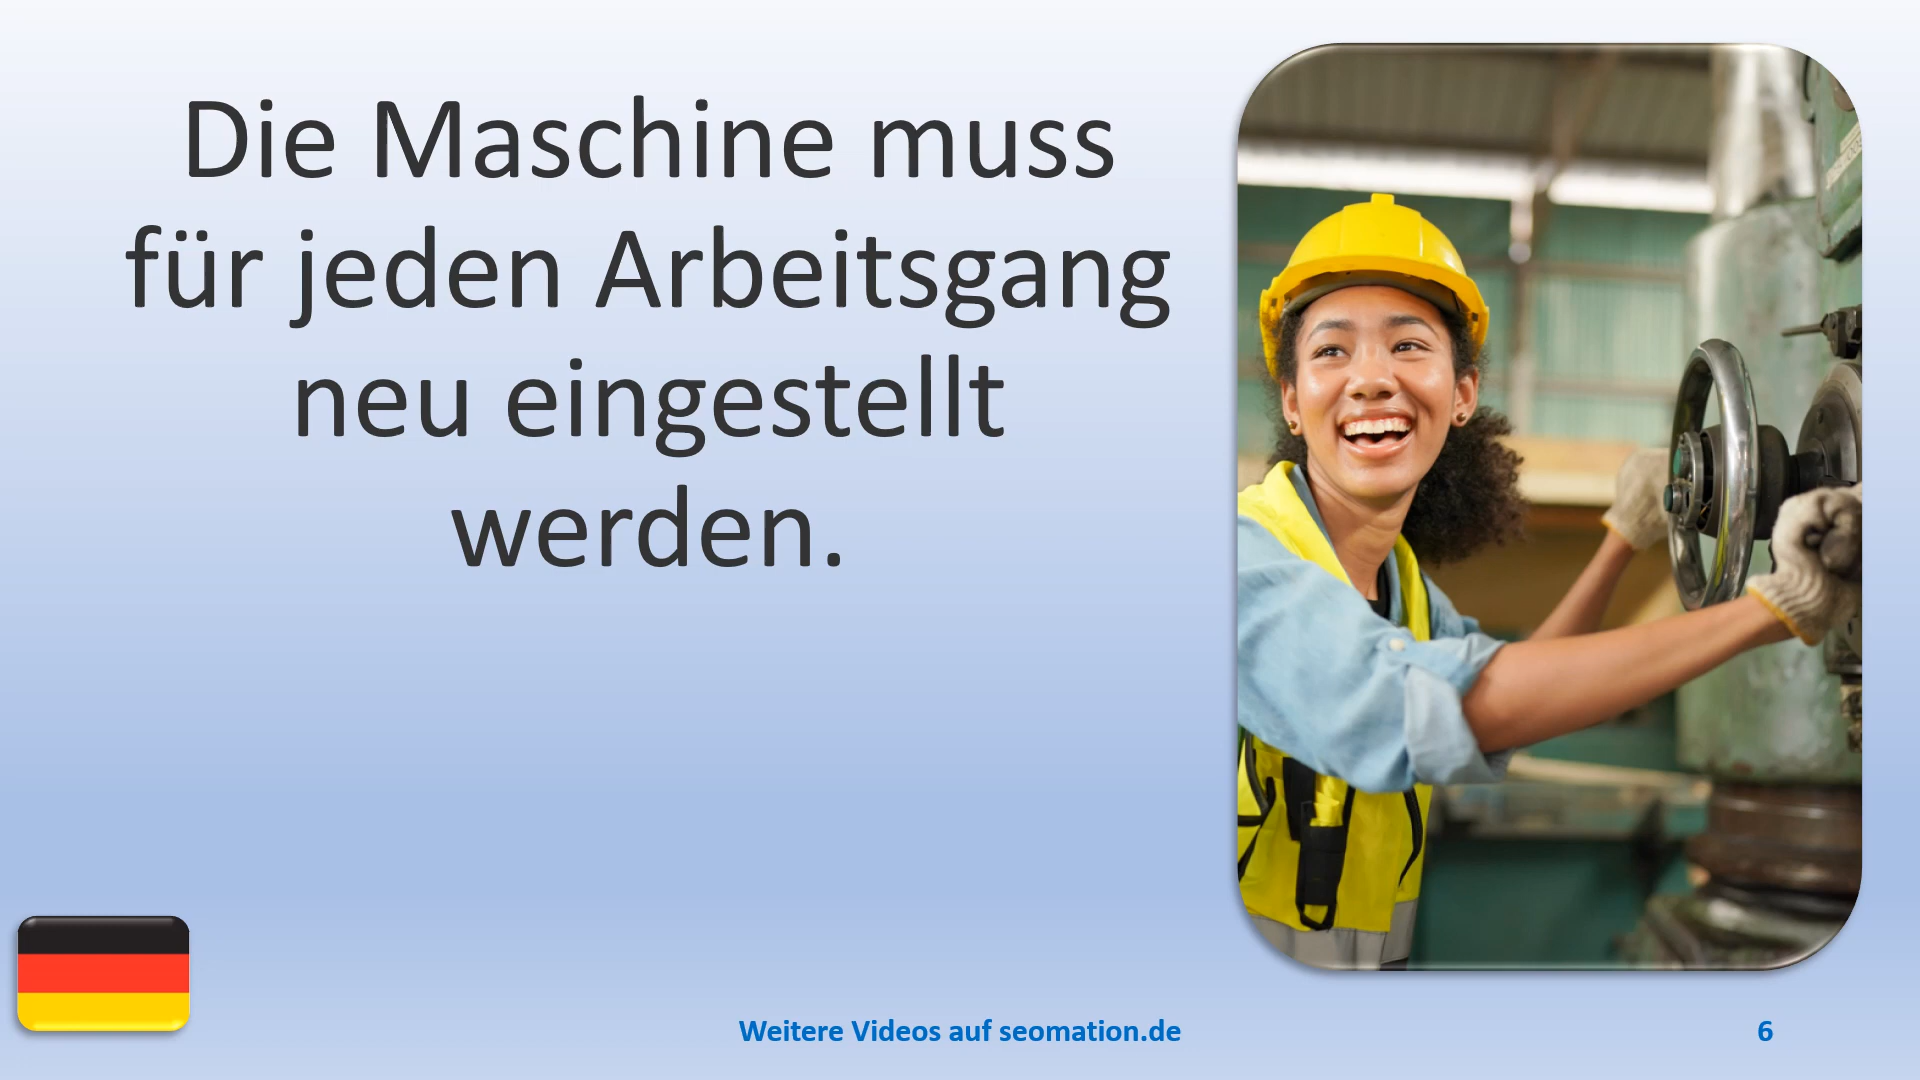 Die Maschine muss
für jeden Arbeitsgang
neu eingestellt
werden.
Weitere Videos auf seomation.de
6